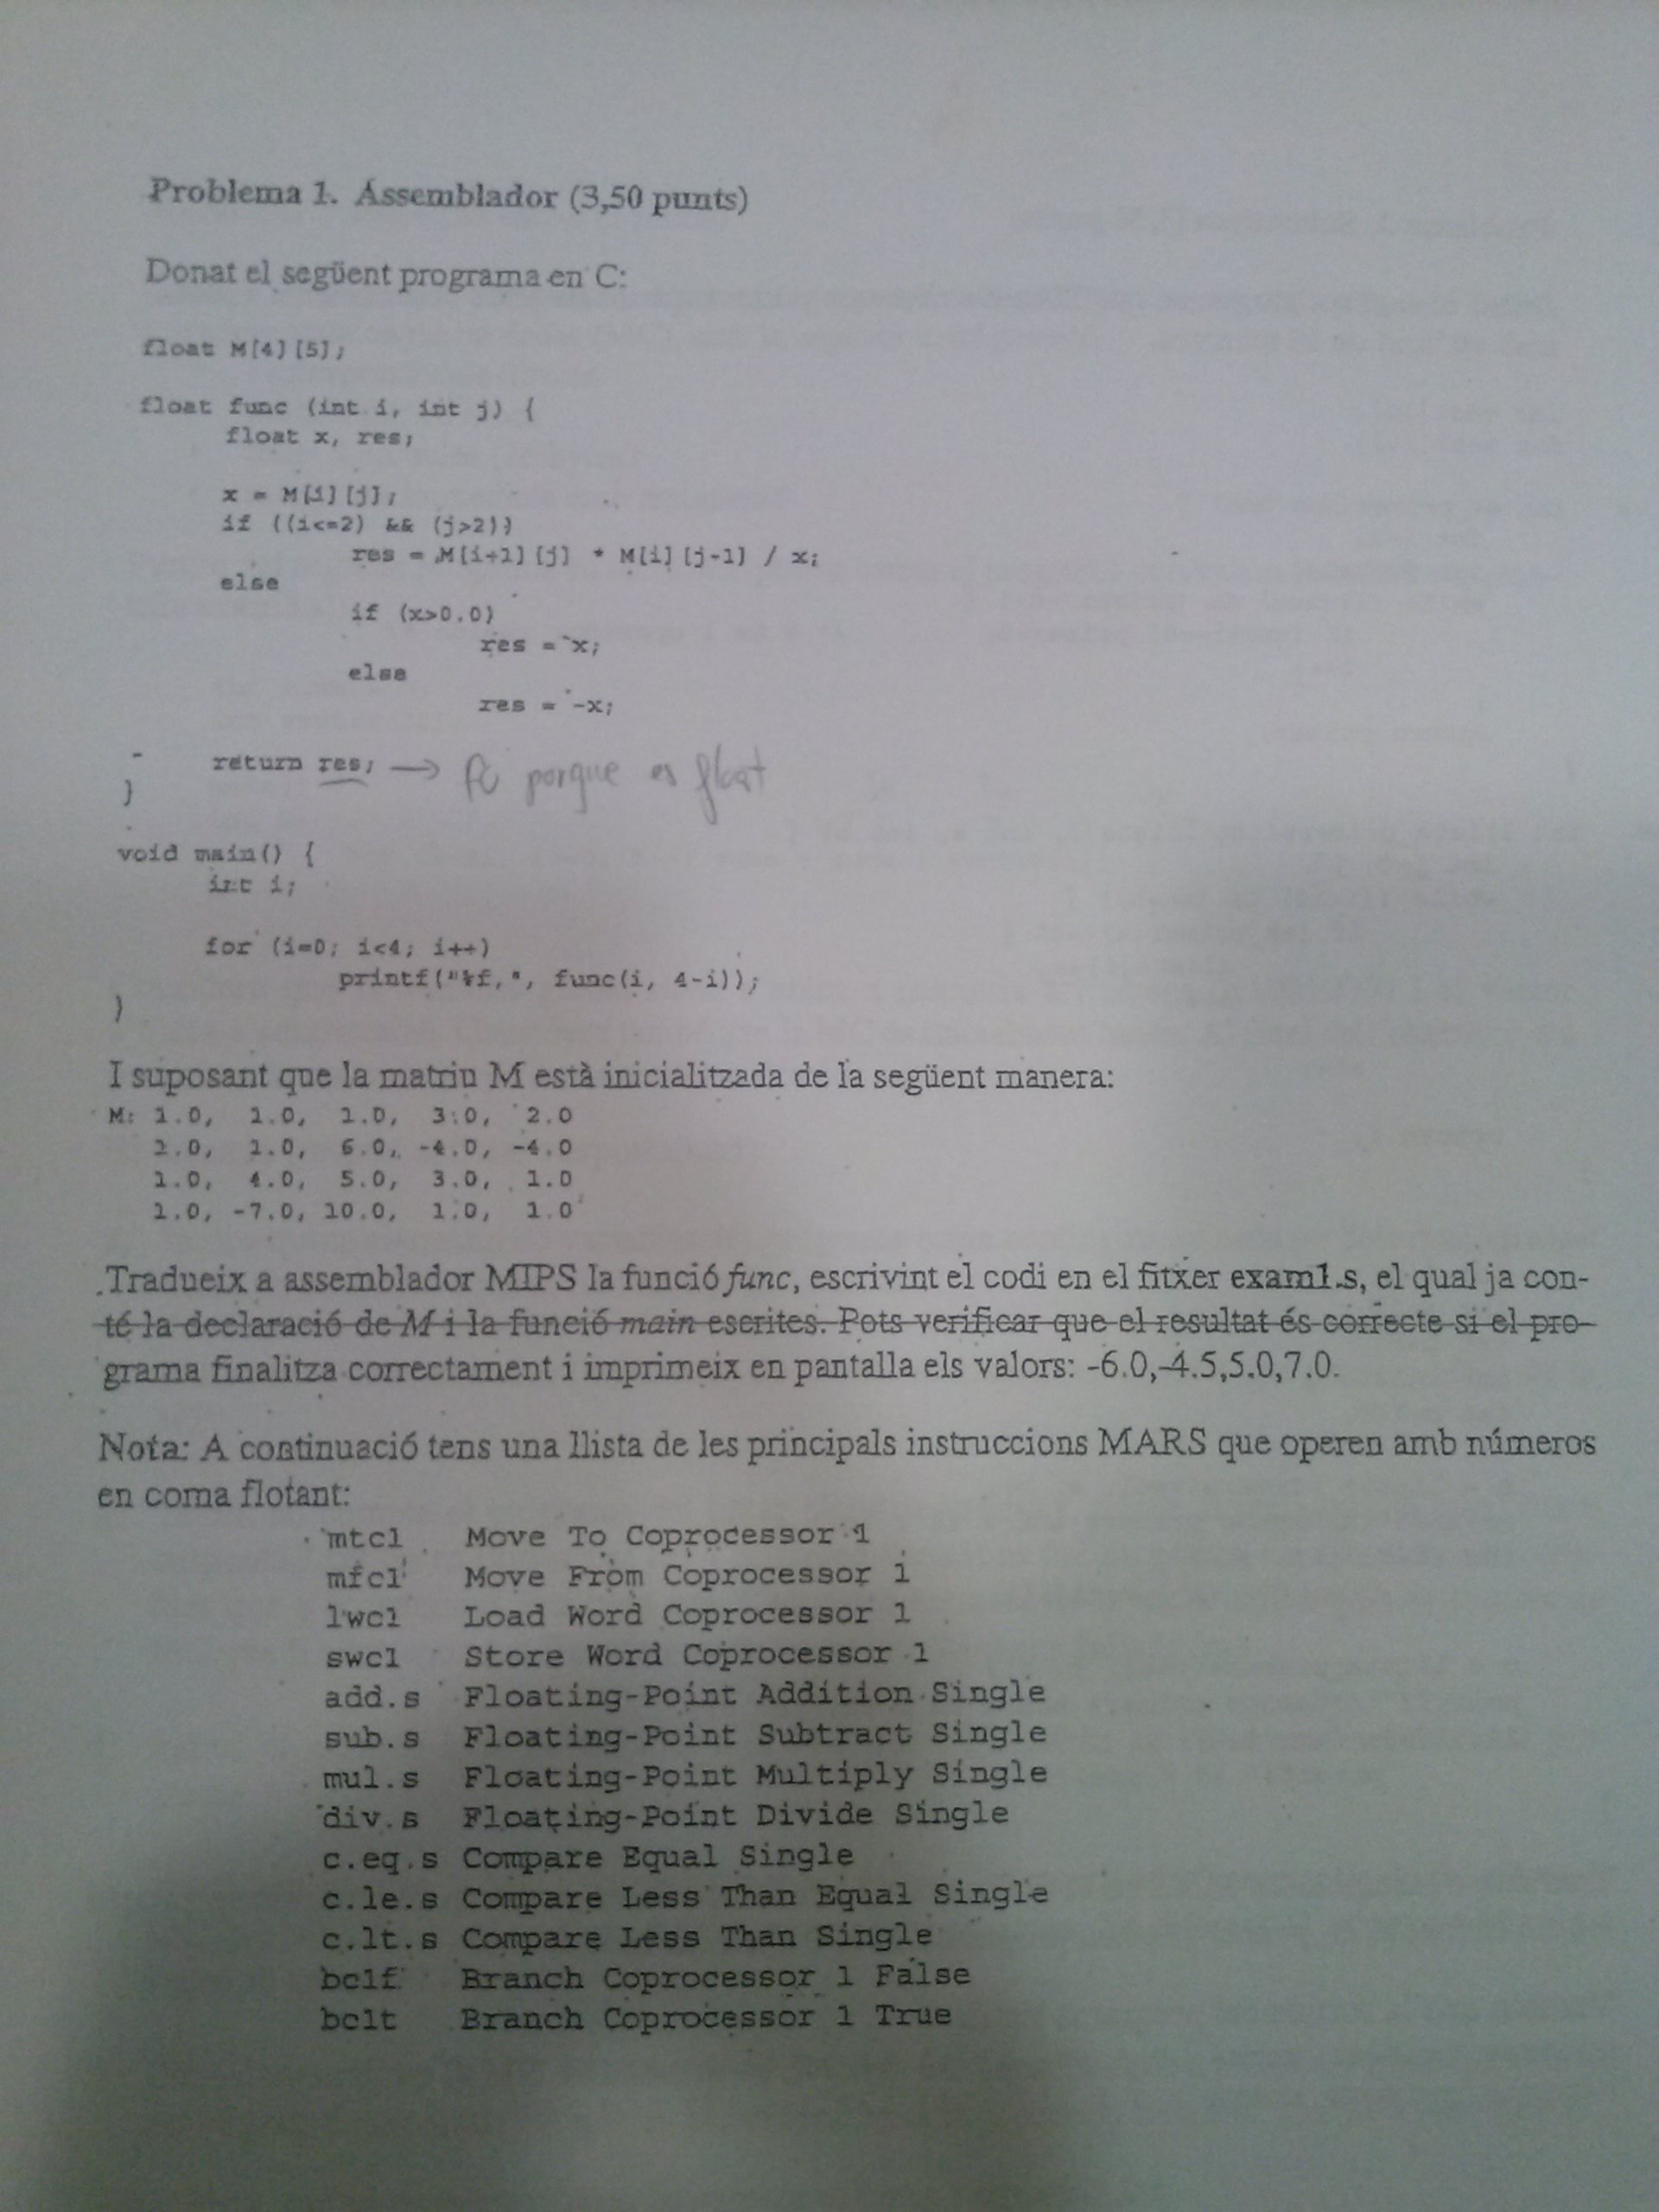 Problema 1. Assemblador (3,50 punts)
Donat el següent programa en C:
float M[4][5];
float func (int i, int j) {
float x, res;
x = M[i][j];
if ((i<=2) && (j>2))
res = M[i+1][j] * M[i][j-1] / x;
else
if (x>0.0)
res = x;
else
res = -x;
return res; → f0 porque es float
}
void main() {
int i;
for (i=0; i<4; i++)
printf("%f,", func(i, 4-i));
}
I suposant que la matriu M està inicialitzada de la següent manera:
M: 1.0, 1.0, 1.0, 3.0, 2.0
1.0, 6.0, -4.0, -4.0
1.0, 4.0, 5.0, 3.0, 1.0
1.0, -7.0, 10.0, 1.0, 1.0
Tradueix a assemblador MIPS la funció func, escrivint el codi en el fitxer exam1.s, el qual ja con-
té la declaració de M i la funció main escrites. Pots verificar que el resultat és correcte si el pro-
grama finalitza correctament i imprimeix en pantalla els valors: -6.0,-4.5,5.0,7.0.
Nota: A continuació tens una llista de les principals instruccions MARS que operen amb números
en coma flotant:
mtc1 Move To Coprocessor 1
mfc1 Move From Coprocessor 1
lwc1 Load Word Coprocessor 1
swc1 Store Word Coprocessor 1
add.s Floating-Point Addition Single
sub.s Floating-Point Subtract Single
mul.s Floating-Point Multiply Single
div.s Floating-Point Divide Single
c.eq.s Compare Equal Single
c.le.s Compare Less Than Equal Single
c.lt.s Compare Less Than Single
bc1f Branch Coprocessor 1 False
bc1t Branch Coprocessor 1 True